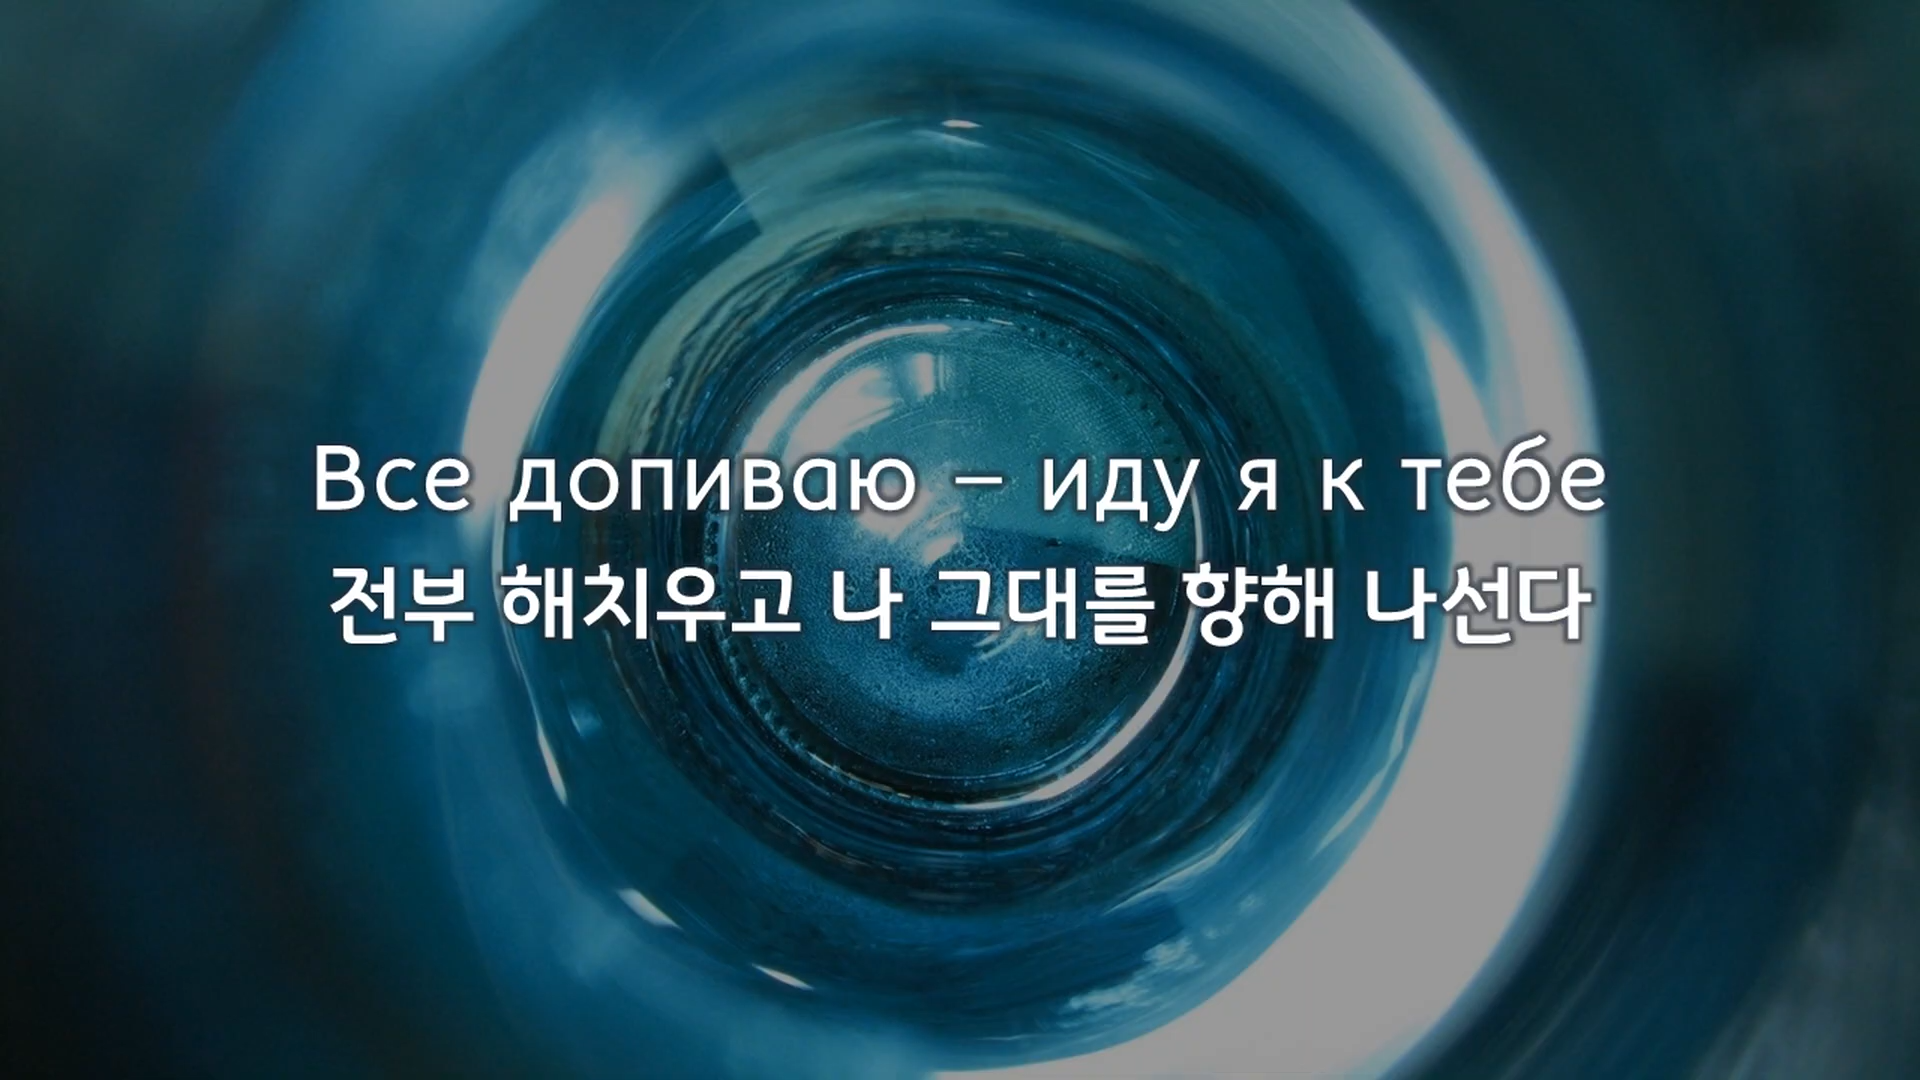 Все допиваю – иду я к тебе
전부 해치우고 나 그대를 향해 나선다